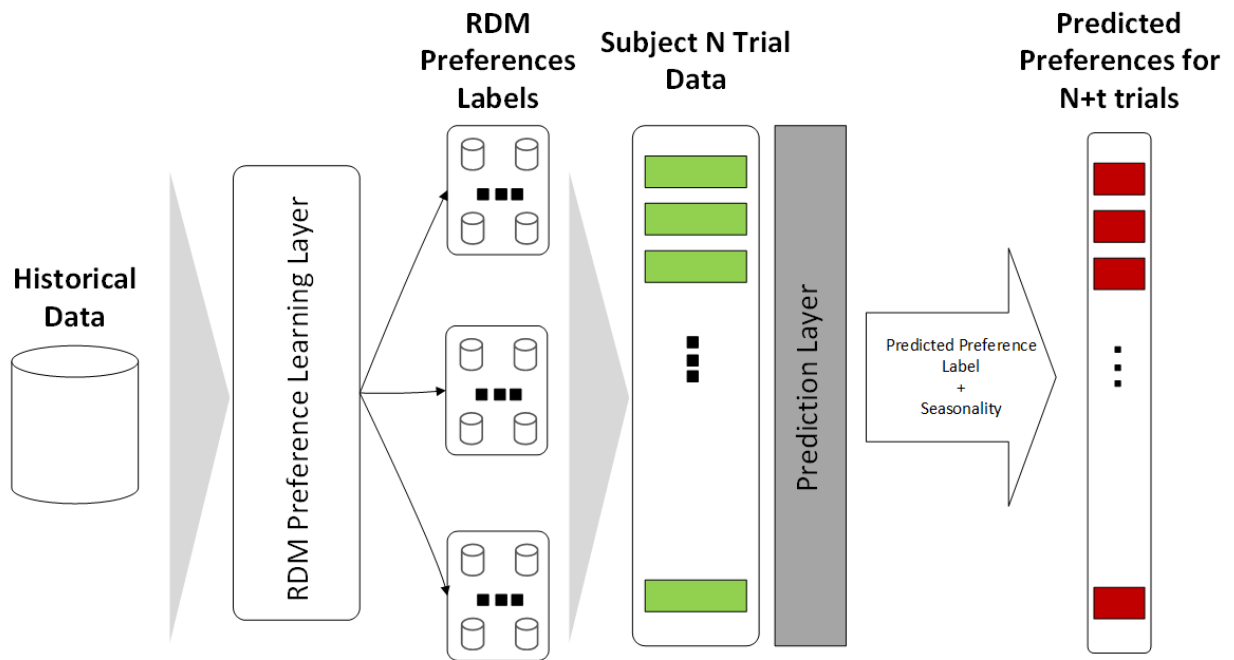 Historical
Data
RDM Preference Learning Layer
RDM
Preferences
Labels
Subject N Trial
Data
Prediction Layer
Predicted Preference
Label
+
Seasonality
Predicted
Preferences for
N+t trials